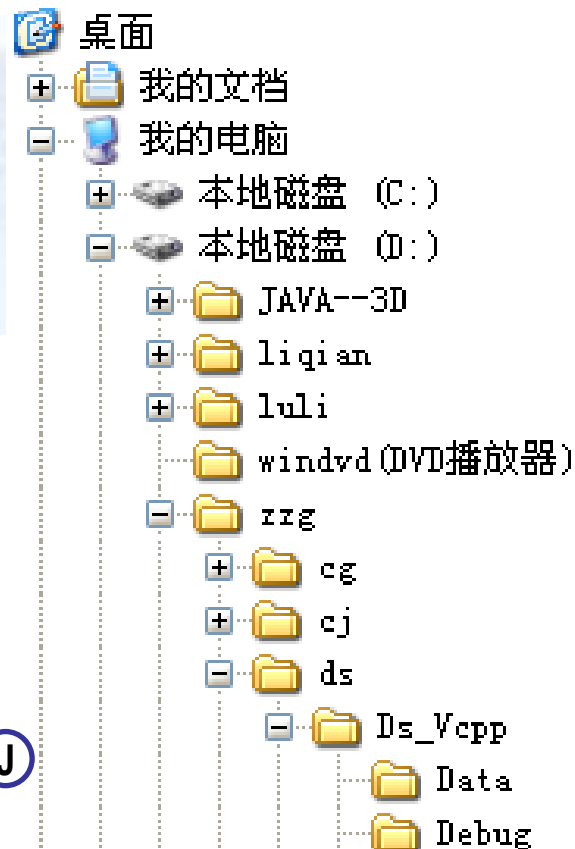 桌面
我的文档
我的电脑
本地磁盘 (C:)
本地磁盘 (D:)
JAVA--3D
liqian
luli
windvd(DVD播放器)
zzg
cg
cj
ds
Ds_Vcpp
J
Data
Debug